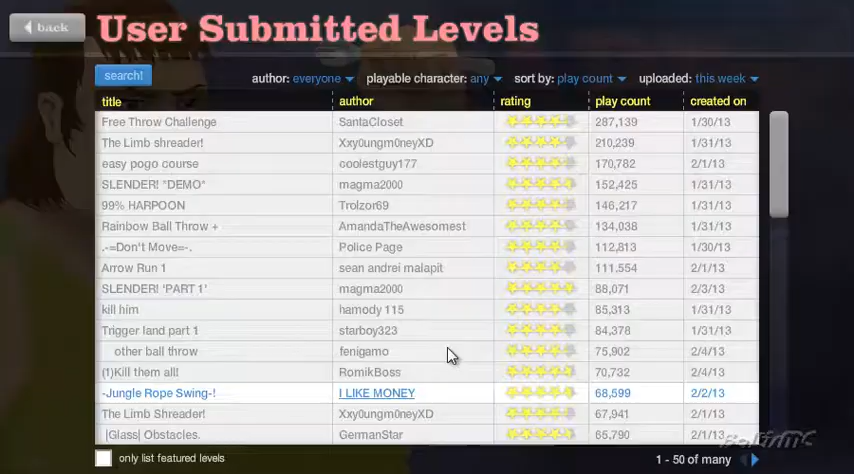 back User Submitted Levels
search! author: everyone playable character: any sort by: play count uploaded: this week
title author rating play count created on
Free Throw Challenge SantaCloset 287,139 1/30/13
The Limb shreader! Xxy0ungm0neyXD 210,239 1/31/13
easy pogo course cooiestguy177 170,782 2/1/13
SLENDER! "DEMO" magma2000 152,425 1/31/13
99% HARPOON Trolzor69 146,217 1/31/13
Rainbow Ball Throw + AmandaTheAwesomest 134,038 1/31/13
.-=Don't Move=-. Police Page 112,813 1/30/13
Arrow Run 1 sean andrei malapit 111,554 2/1/13
SLENDER! 'PART 1' magma2000 88,071 2/3/13
kill him hamody 115 85,313 1/31/13
Trigger land part 1 starboy323 84,378 1/31/13
other ball throw fenigamo 75,902 2/4/13
(1)Kill them all! RomikBoss 70,732 2/4/13
-Jungle Rope Swing-! I LIKE MONEY 68,599 2/2/13
The Limb Shreader! Xxy0ungm0neyXD 67,941 2/1/13
|Glass| Obstacles. GermanStar 65,790 2/1/13
only list featured levels 1 - 50 of many